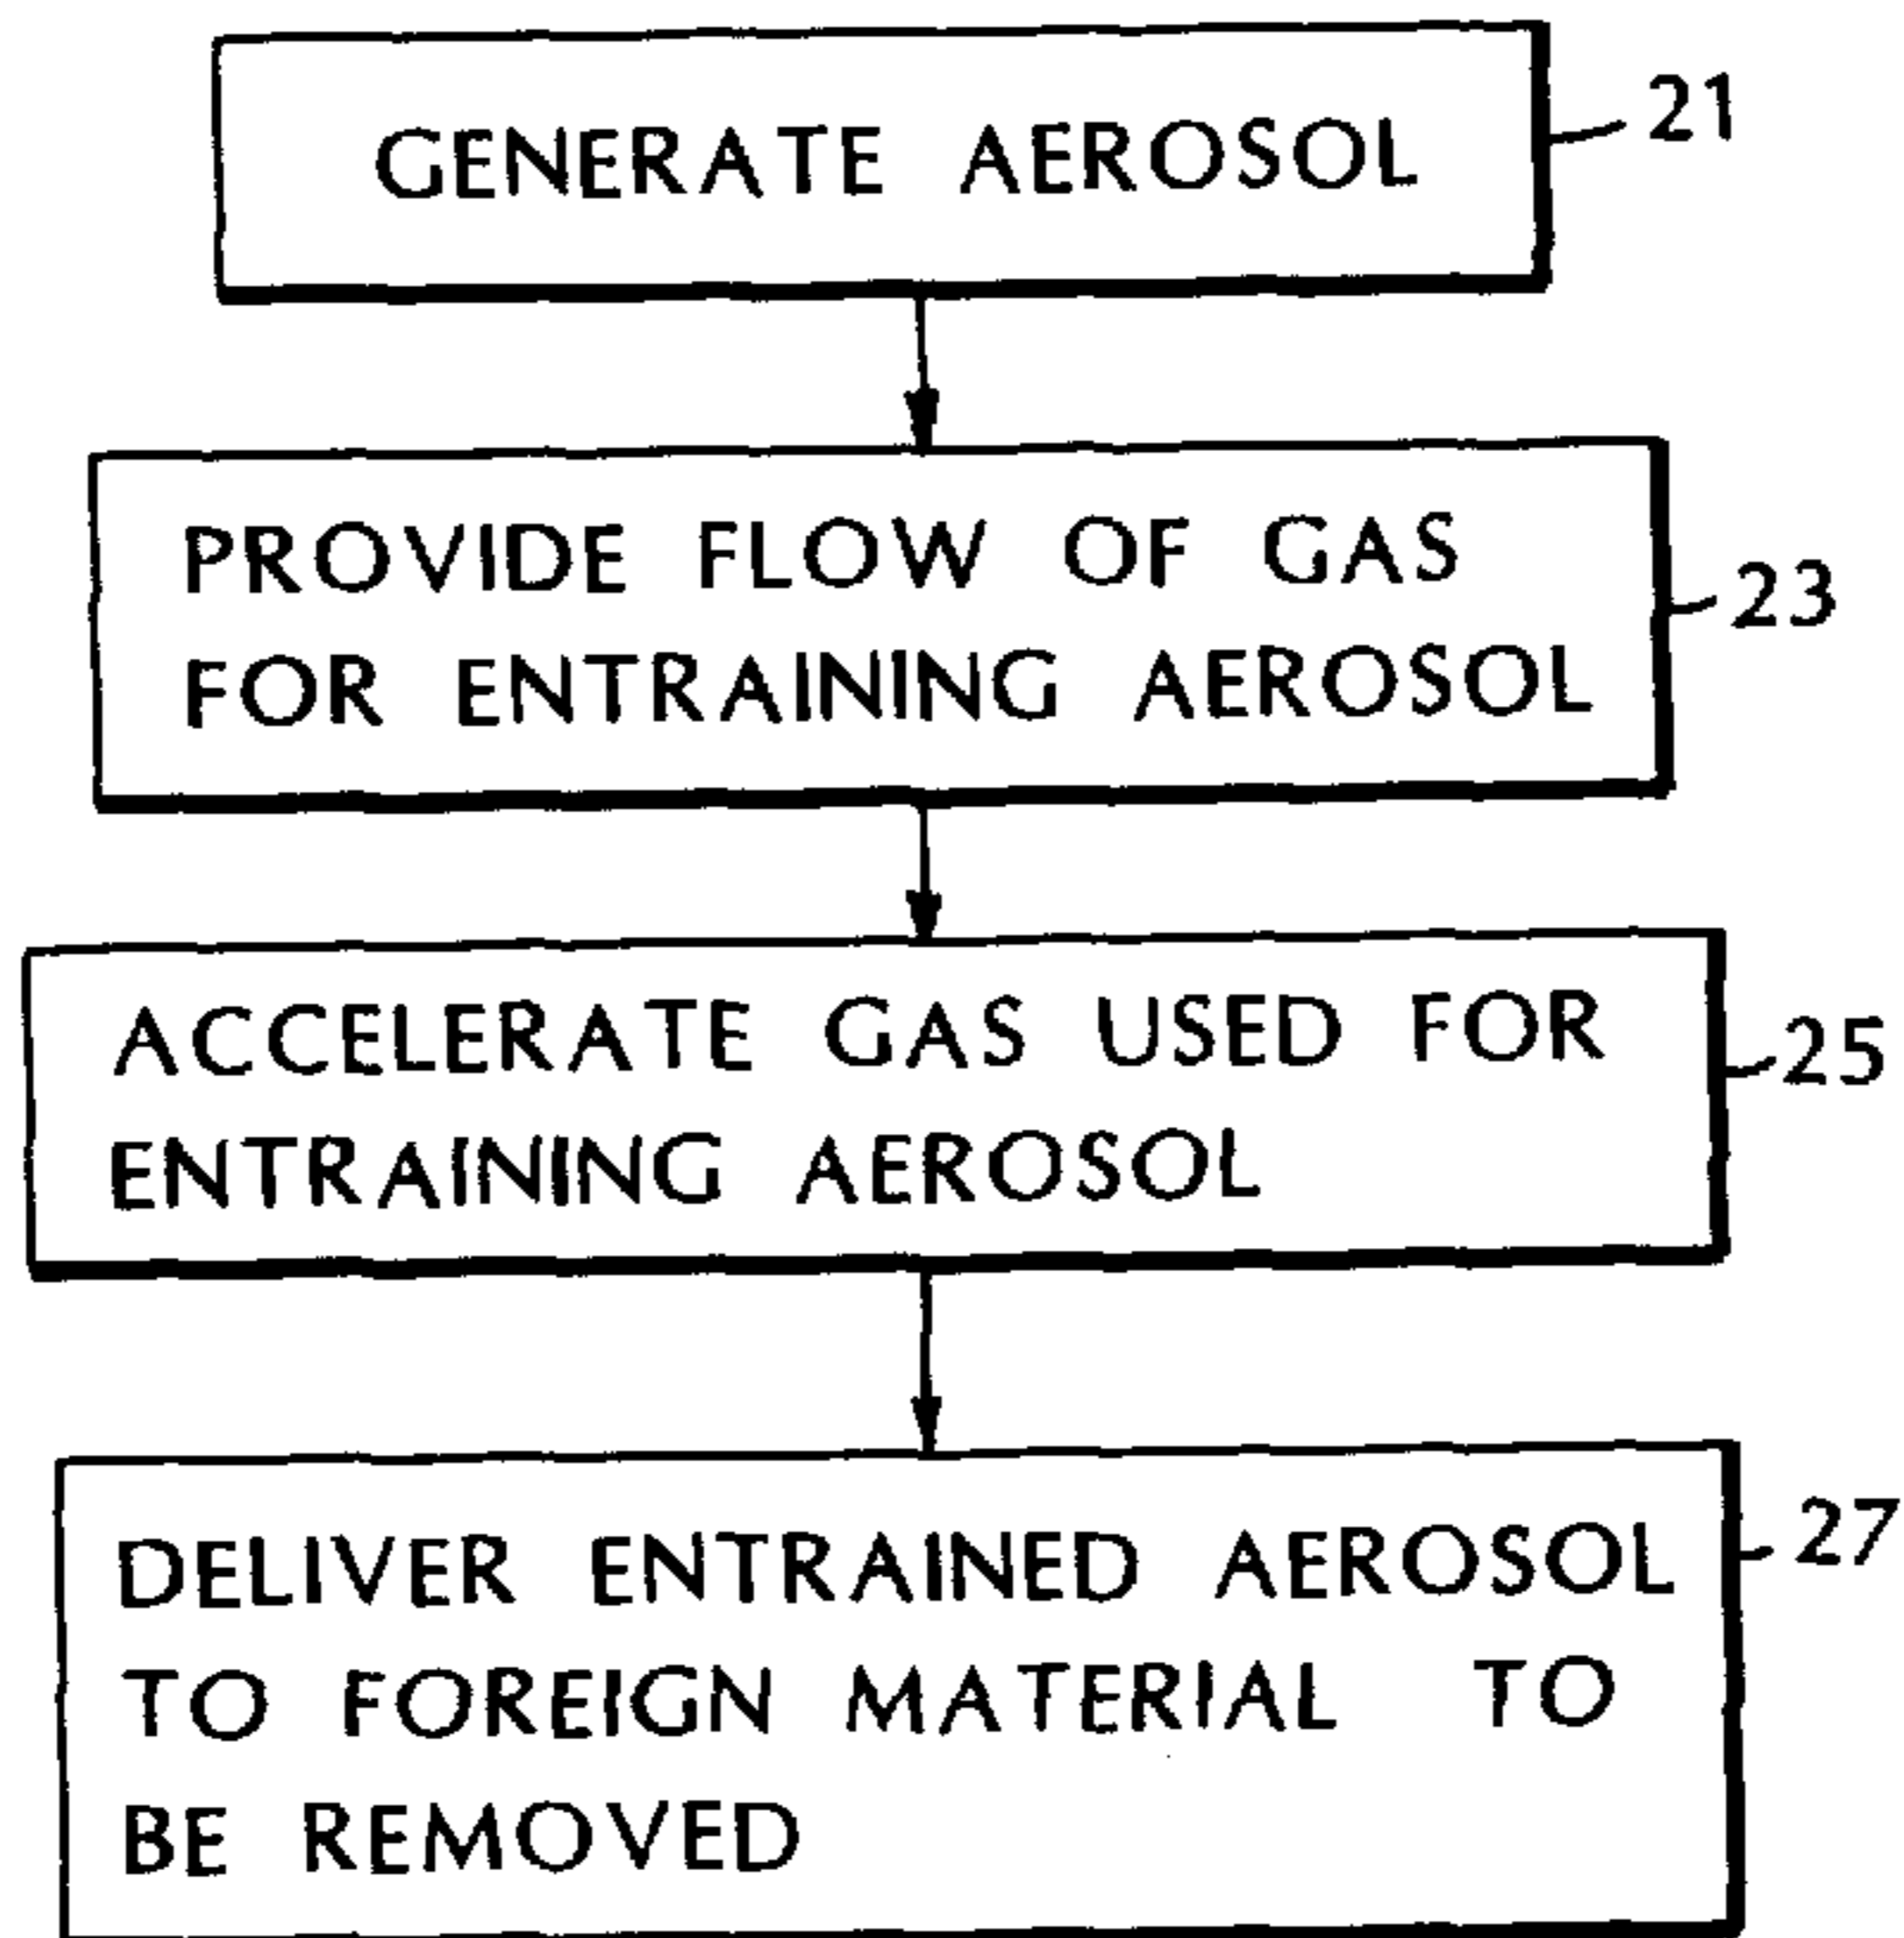 GENERATE AEROSOL
21
PROVIDE FLOW OF GAS
FOR ENTRAINING AEROSOL
23
ACCELERATE GAS USED FOR
ENTRAINING AEROSOL
25
DELIVER ENTRAINED AEROSOL
TO FOREIGN MATERIAL TO
BE REMOVED
27